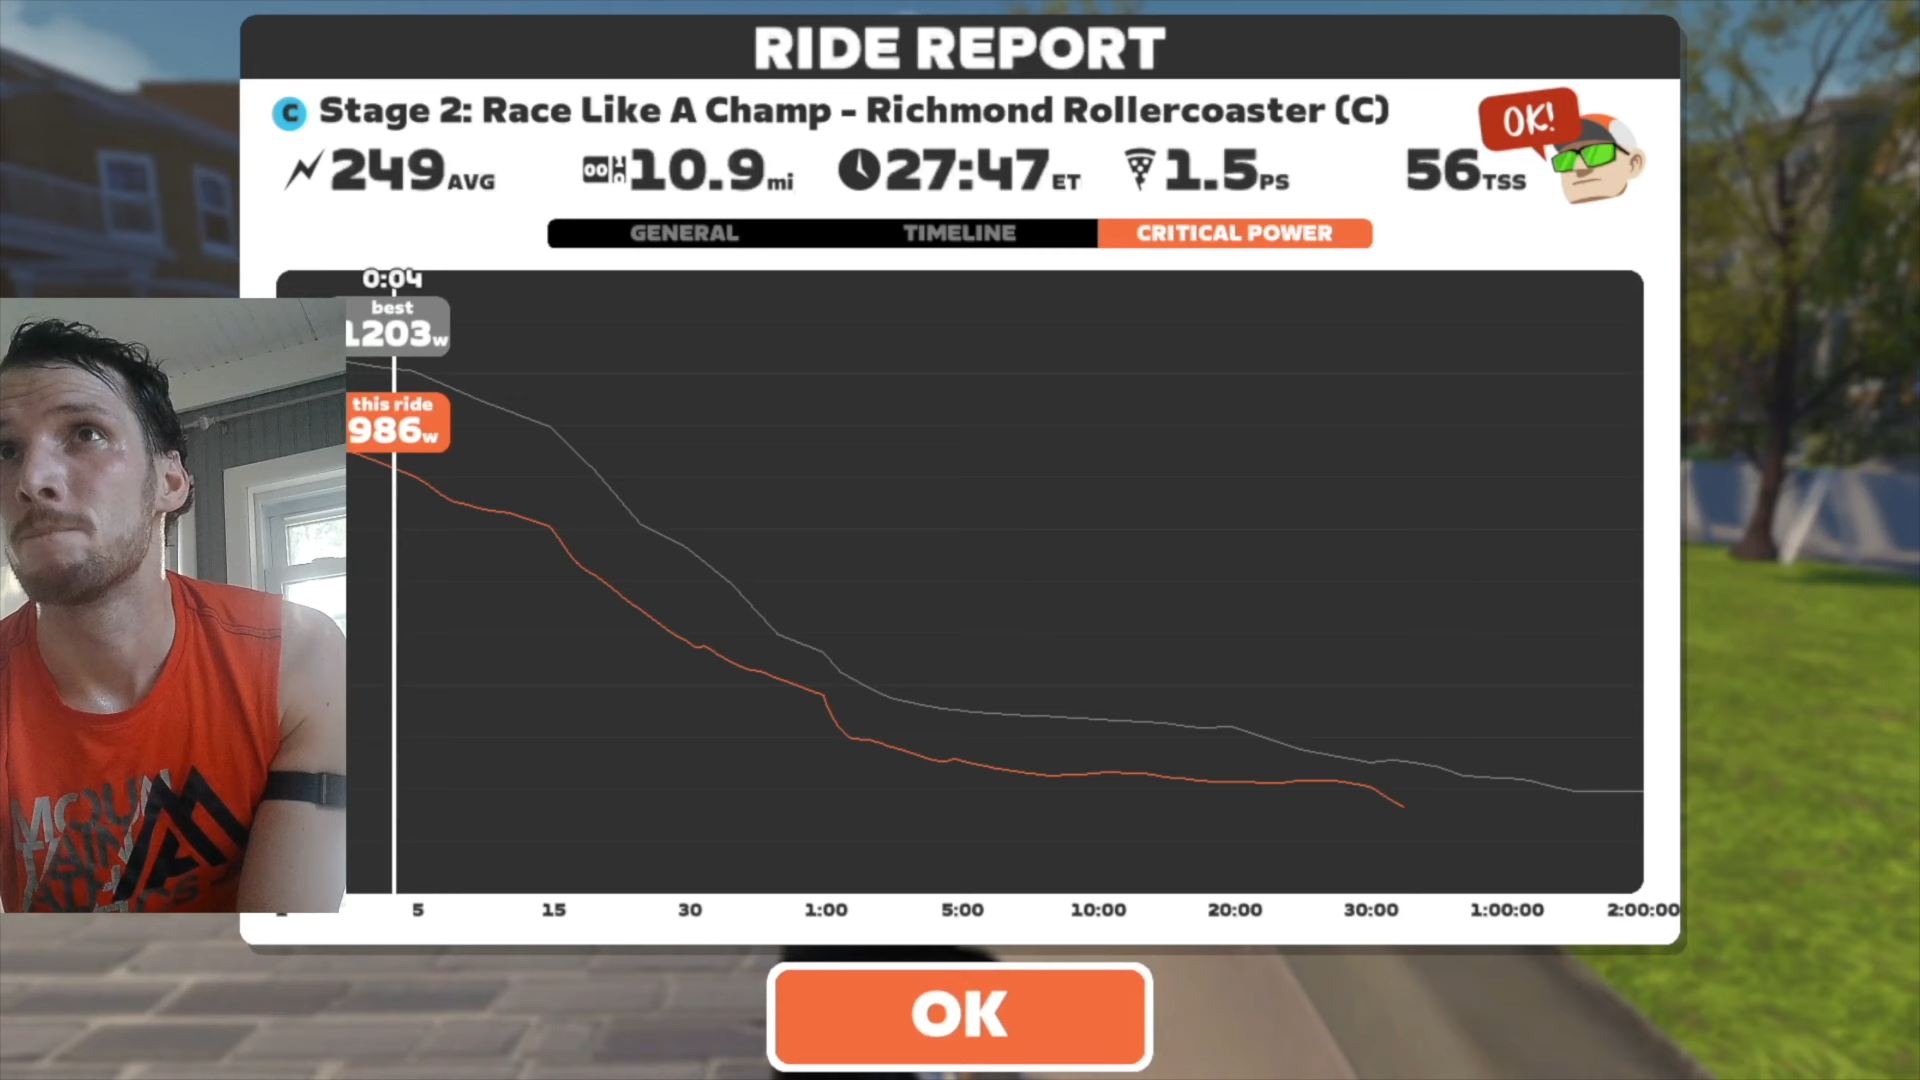 RIDE REPORT
C Stage 2: Race Like A Champ - Richmond Rollercoaster (C)
OK!
249AVG 10.9mi 27:47ET 1.5PS 56TSS
GENERAL TIMELINE CRITICAL POWER
0:04
best
1203w
this ride
986w
MOUN
TAIN
5 15 30 1:00 5:00 10:00 20:00 30:00 1:00:00 2:00:00
OK